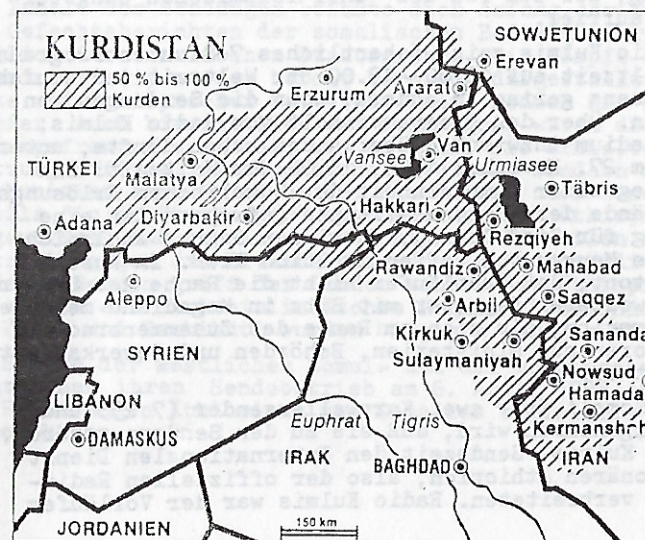 KURDISTAN
50 % bis 100 %
Kurden
SOWJETUNION
Erevan
Ararat
Erzurum
TÜRKEI
Malatya
Vansee
Van
Urmiasee
Täbris
Adana
Diyarbakir
Hakkari
Rezqiyeh
Aleppo
Rawandiz
Mahabad
Arbil
Saqqez
SYRIEN
Kirkuk
Sulaymaniyah
Sananda
Nowsud
LIBANON
Hamada
Euphrat
Tigris
Kermanshah
DAMASKUS
IRAK
BAGHDAD
IRAN
JORDANIEN
150 km